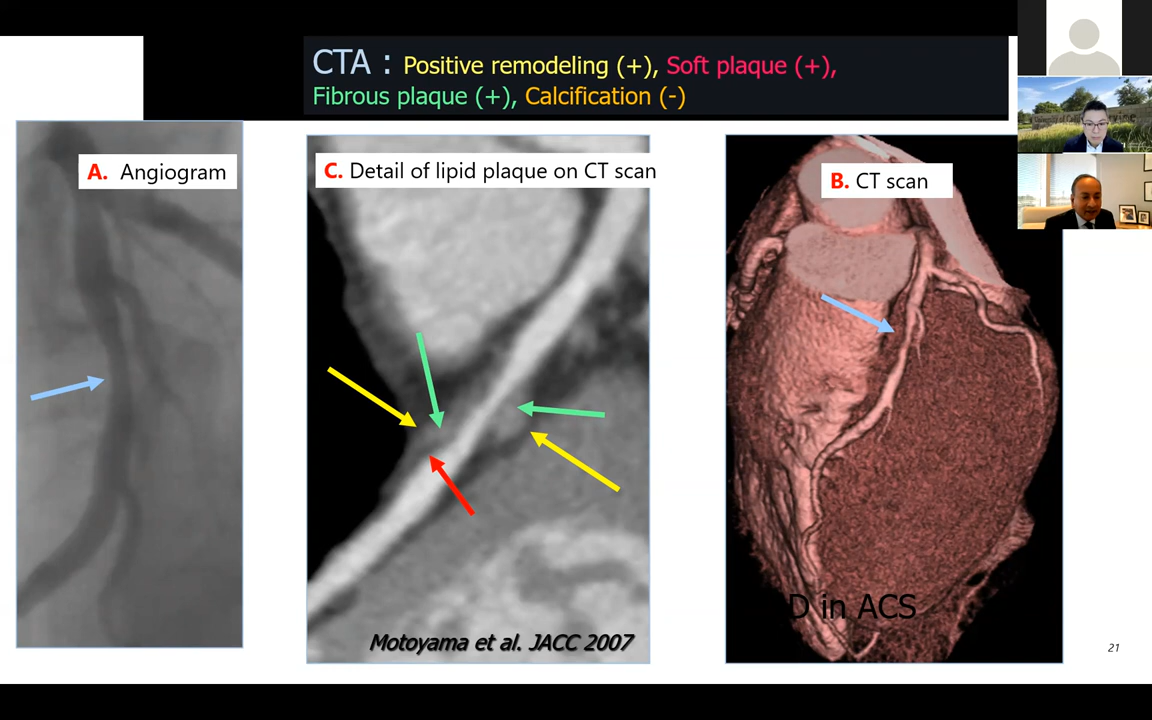 CTA : Positive remodeling (+), Soft plaque (+),
Fibrous plaque (+), Calcification (-)
A. Angiogram
C. Detail of lipid plaque on CT scan
B. CT scan
D in ACS
Motoyama et al. JACC 2007
21